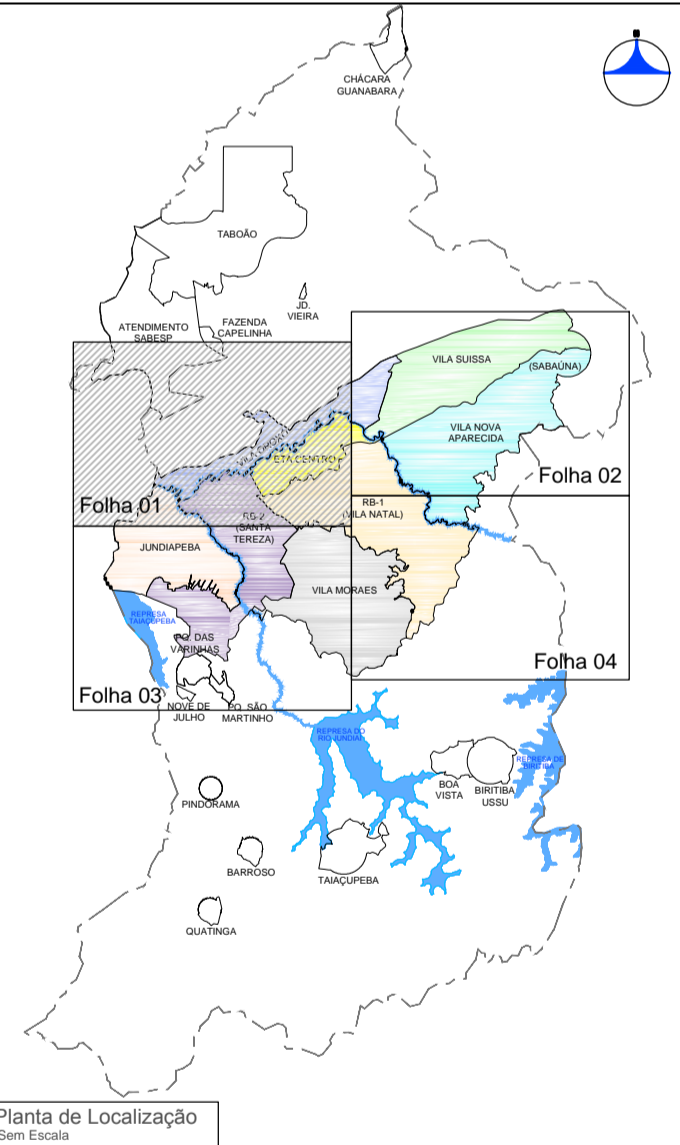 CHÁCARA
GUANABARA
TABOÃO
JD.
VIEIRA
ATENDIMENTO
SABESP
FAZENDA
CAPELINHA
VILA SUISSA
(SABAÚNA)
VILA NOVA
APARECIDA
ETA CENTRO
Folha 02
Folha 01
RB-1
(VILA NATAL)
(SANTA
TEREZA)
JUNDIAPEBA
VILA MORAES
REPRESA
TAIAÇUPEBA
PQ. DAS
VARINHAS
Folha 04
Folha 03
NOVE DE
JULHO
PQ. SÃO
MARTINHO
REPRESA DO
RIO JUNDIAÍ
REPRESA DE
BIRITIBA
BOA
VISTA
BIRITIBA
USSU
PINDORAMA
BARROSO
TAIAÇUPEBA
QUATINGA
Planta de Localização
Sem Escala